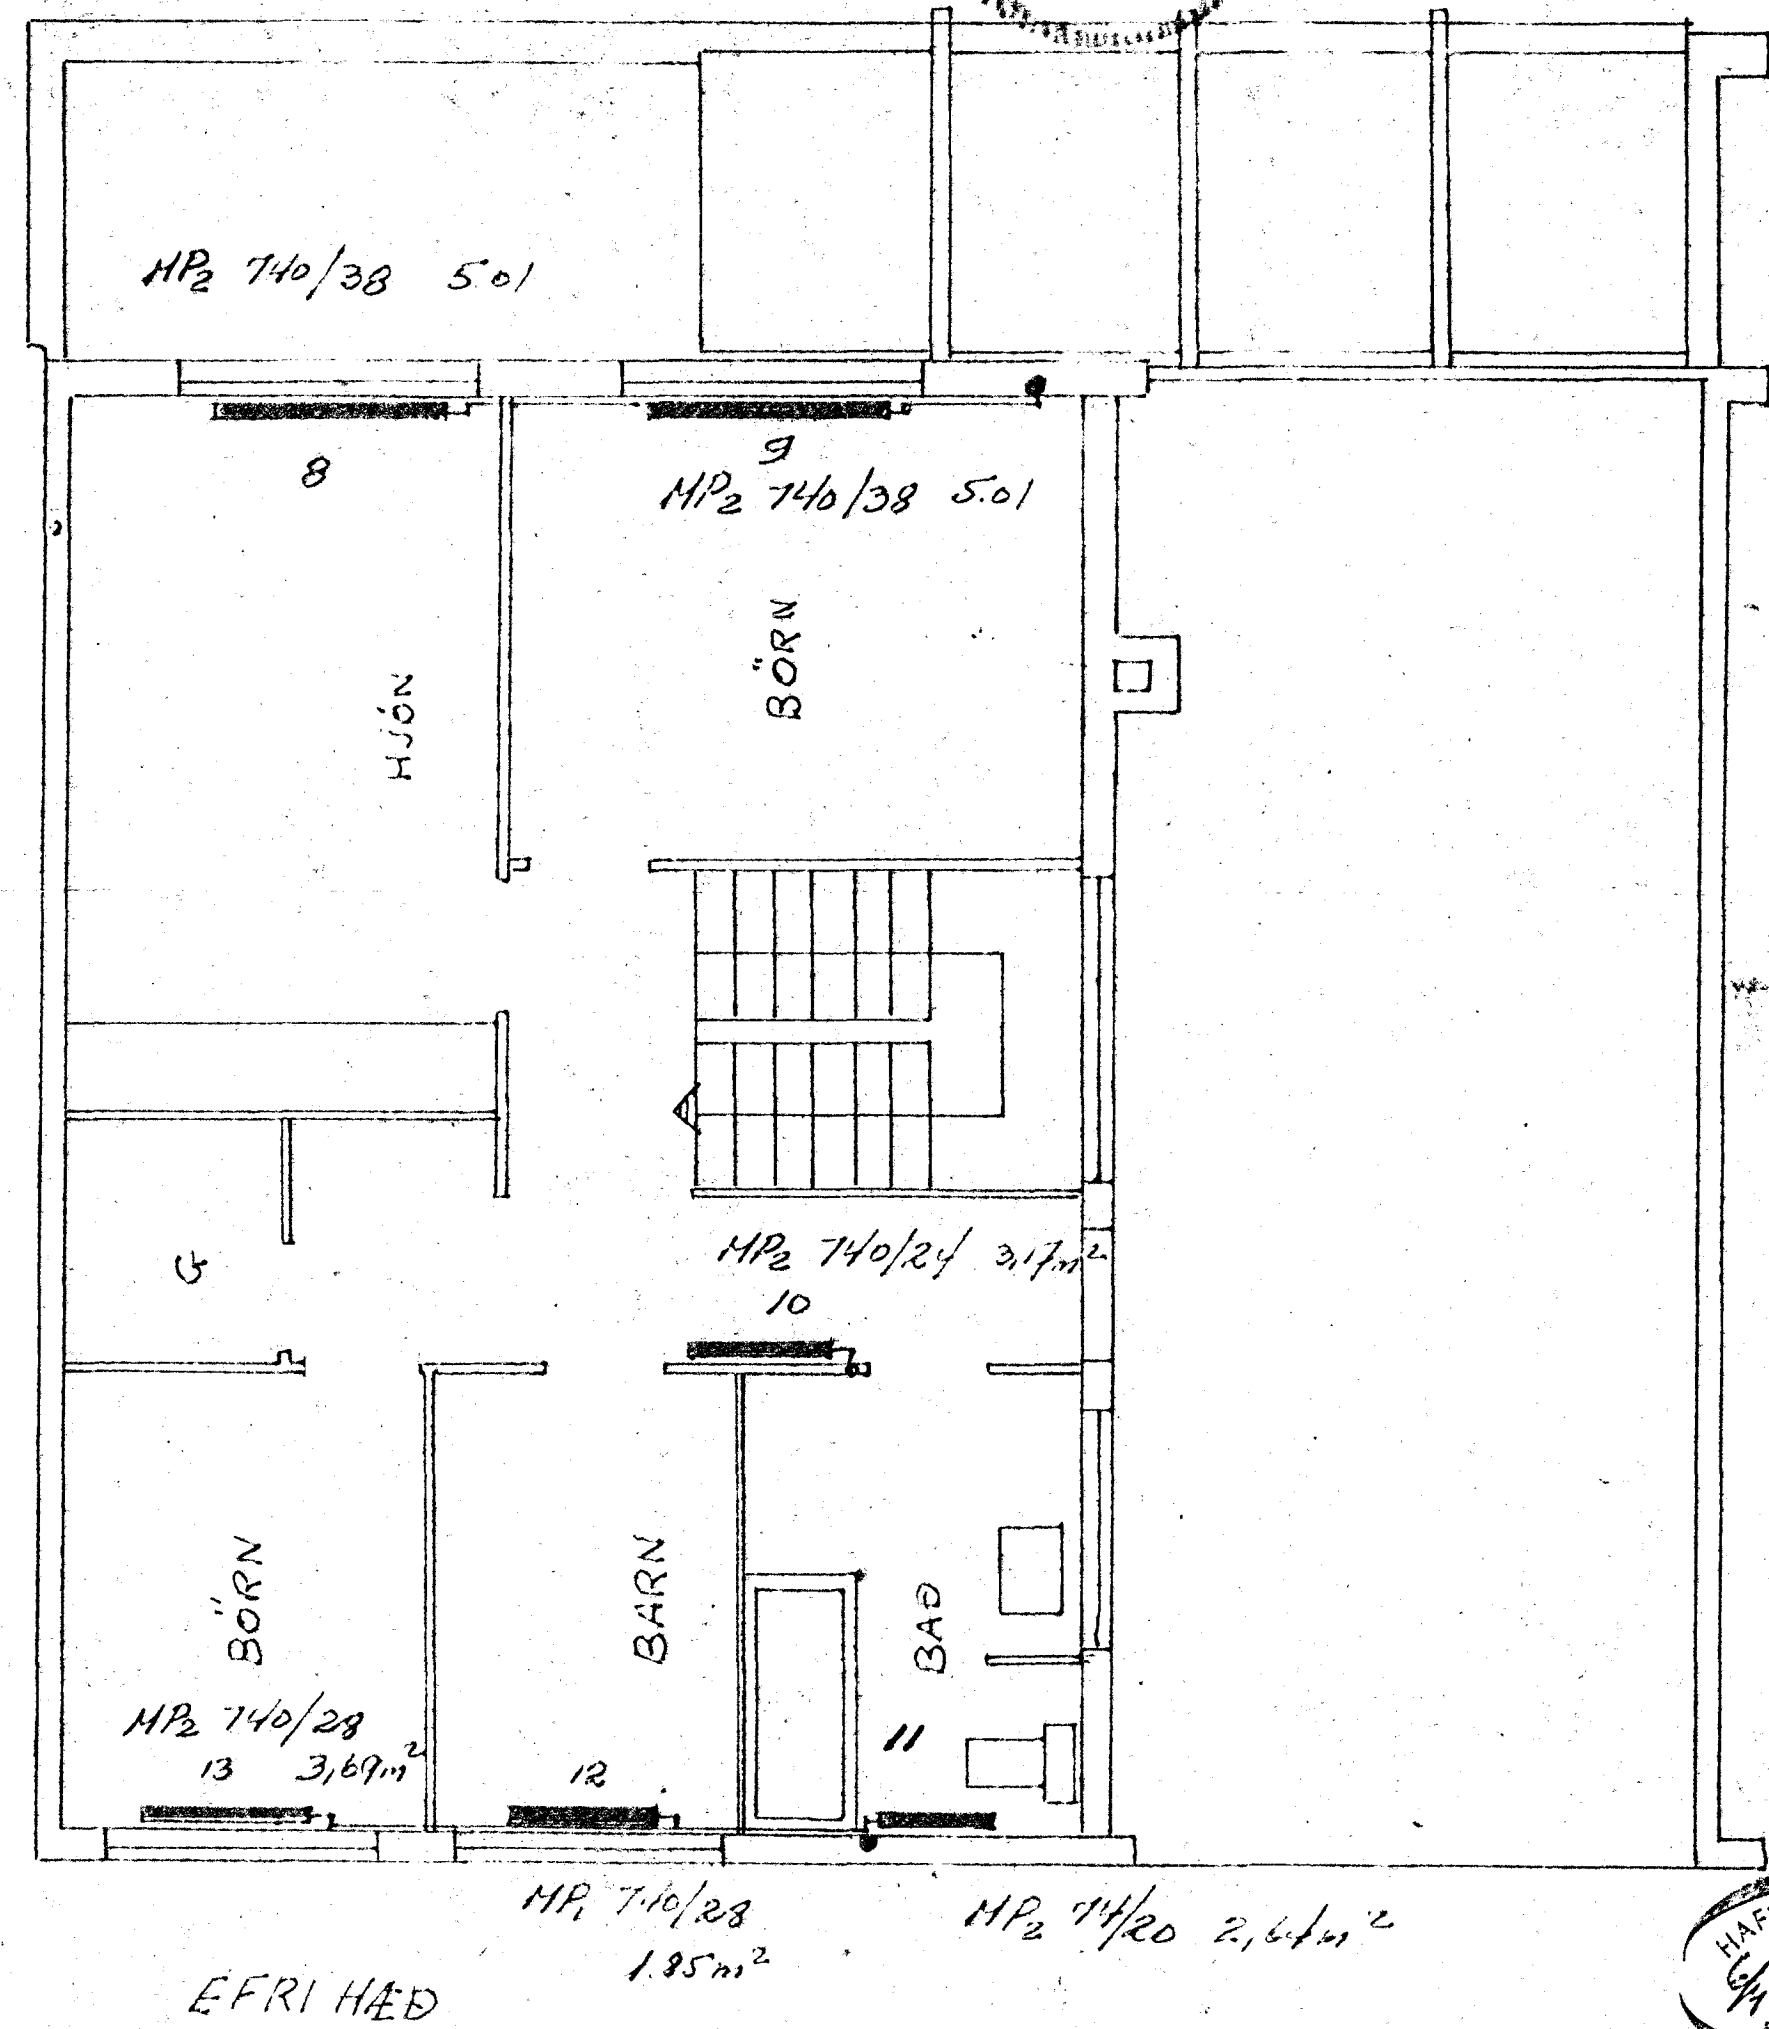 MP2 740/38 5.01
8
9
MP2 740/38 5.01
HJÓN
BÖRN
MP2 740/24 3,17m²
10
G
BÖRN
BARN
BAÐ
MP2 740/28
13 3,69m²
12
11
MP1 740/28
1.85m²
MP2 74/20 2,64m²
EFRI HÆÐ
HAF